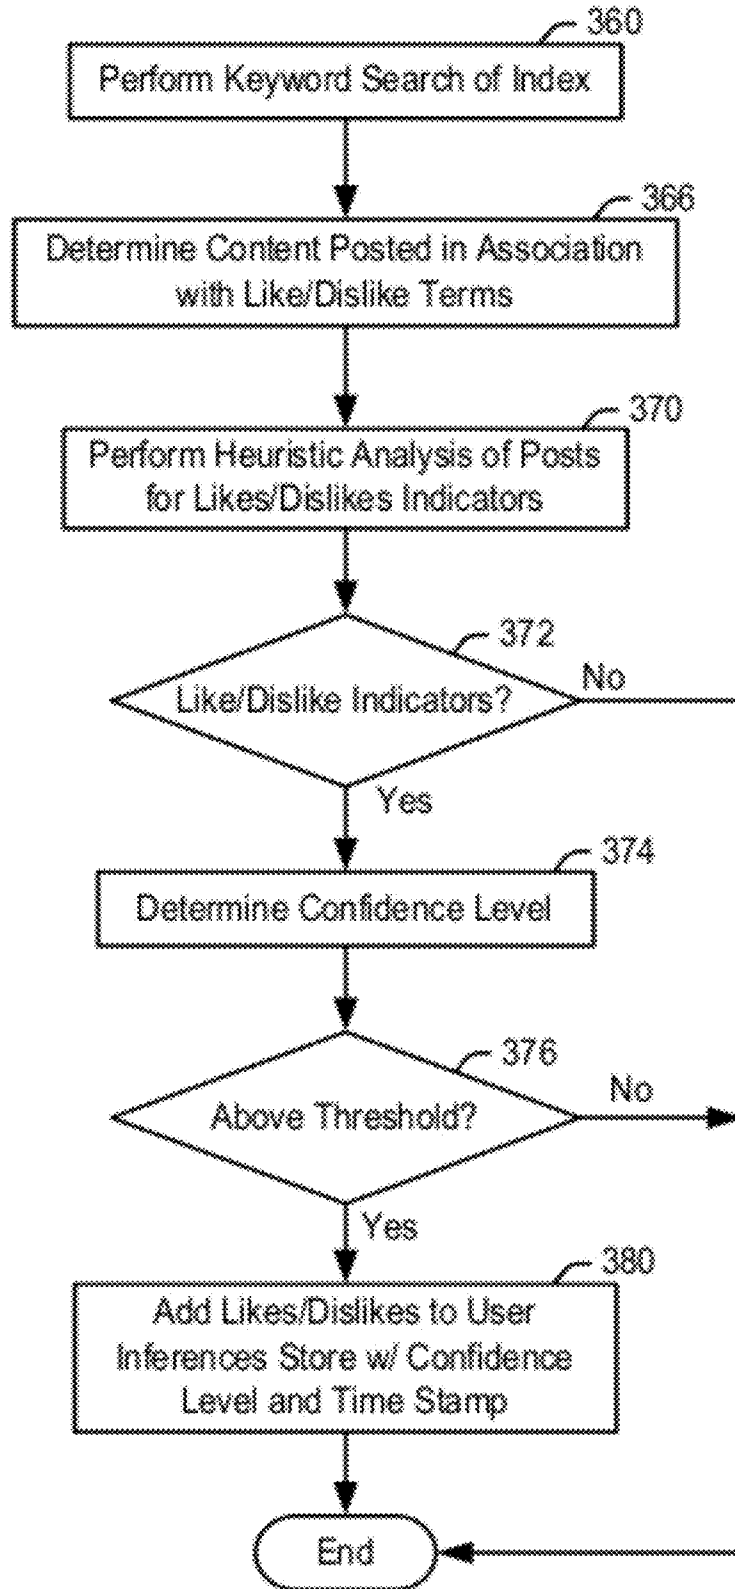 360
Perform Keyword Search of Index
366
Determine Content Posted in Association
with Like/Dislike Terms
370
Perform Heuristic Analysis of Posts
for Likes/Dislikes Indicators
372
Like/Dislike Indicators?
No
Yes
374
Determine Confidence Level
376
Above Threshold?
No
Yes
380
Add Likes/Dislikes to User
Inferences Store w/ Confidence
Level and Time Stamp
End